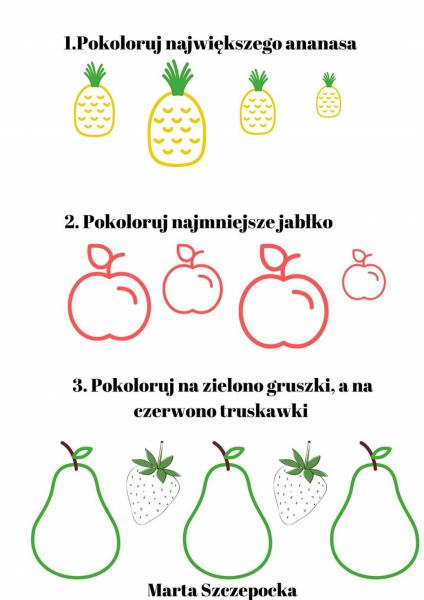 1.Pokoloruj największego ananasa
2. Pokoloruj najmniejsze jabłko
3. Pokoloruj na zielono gruszki, a na
czerwono truskawki
Marta Szczepocka